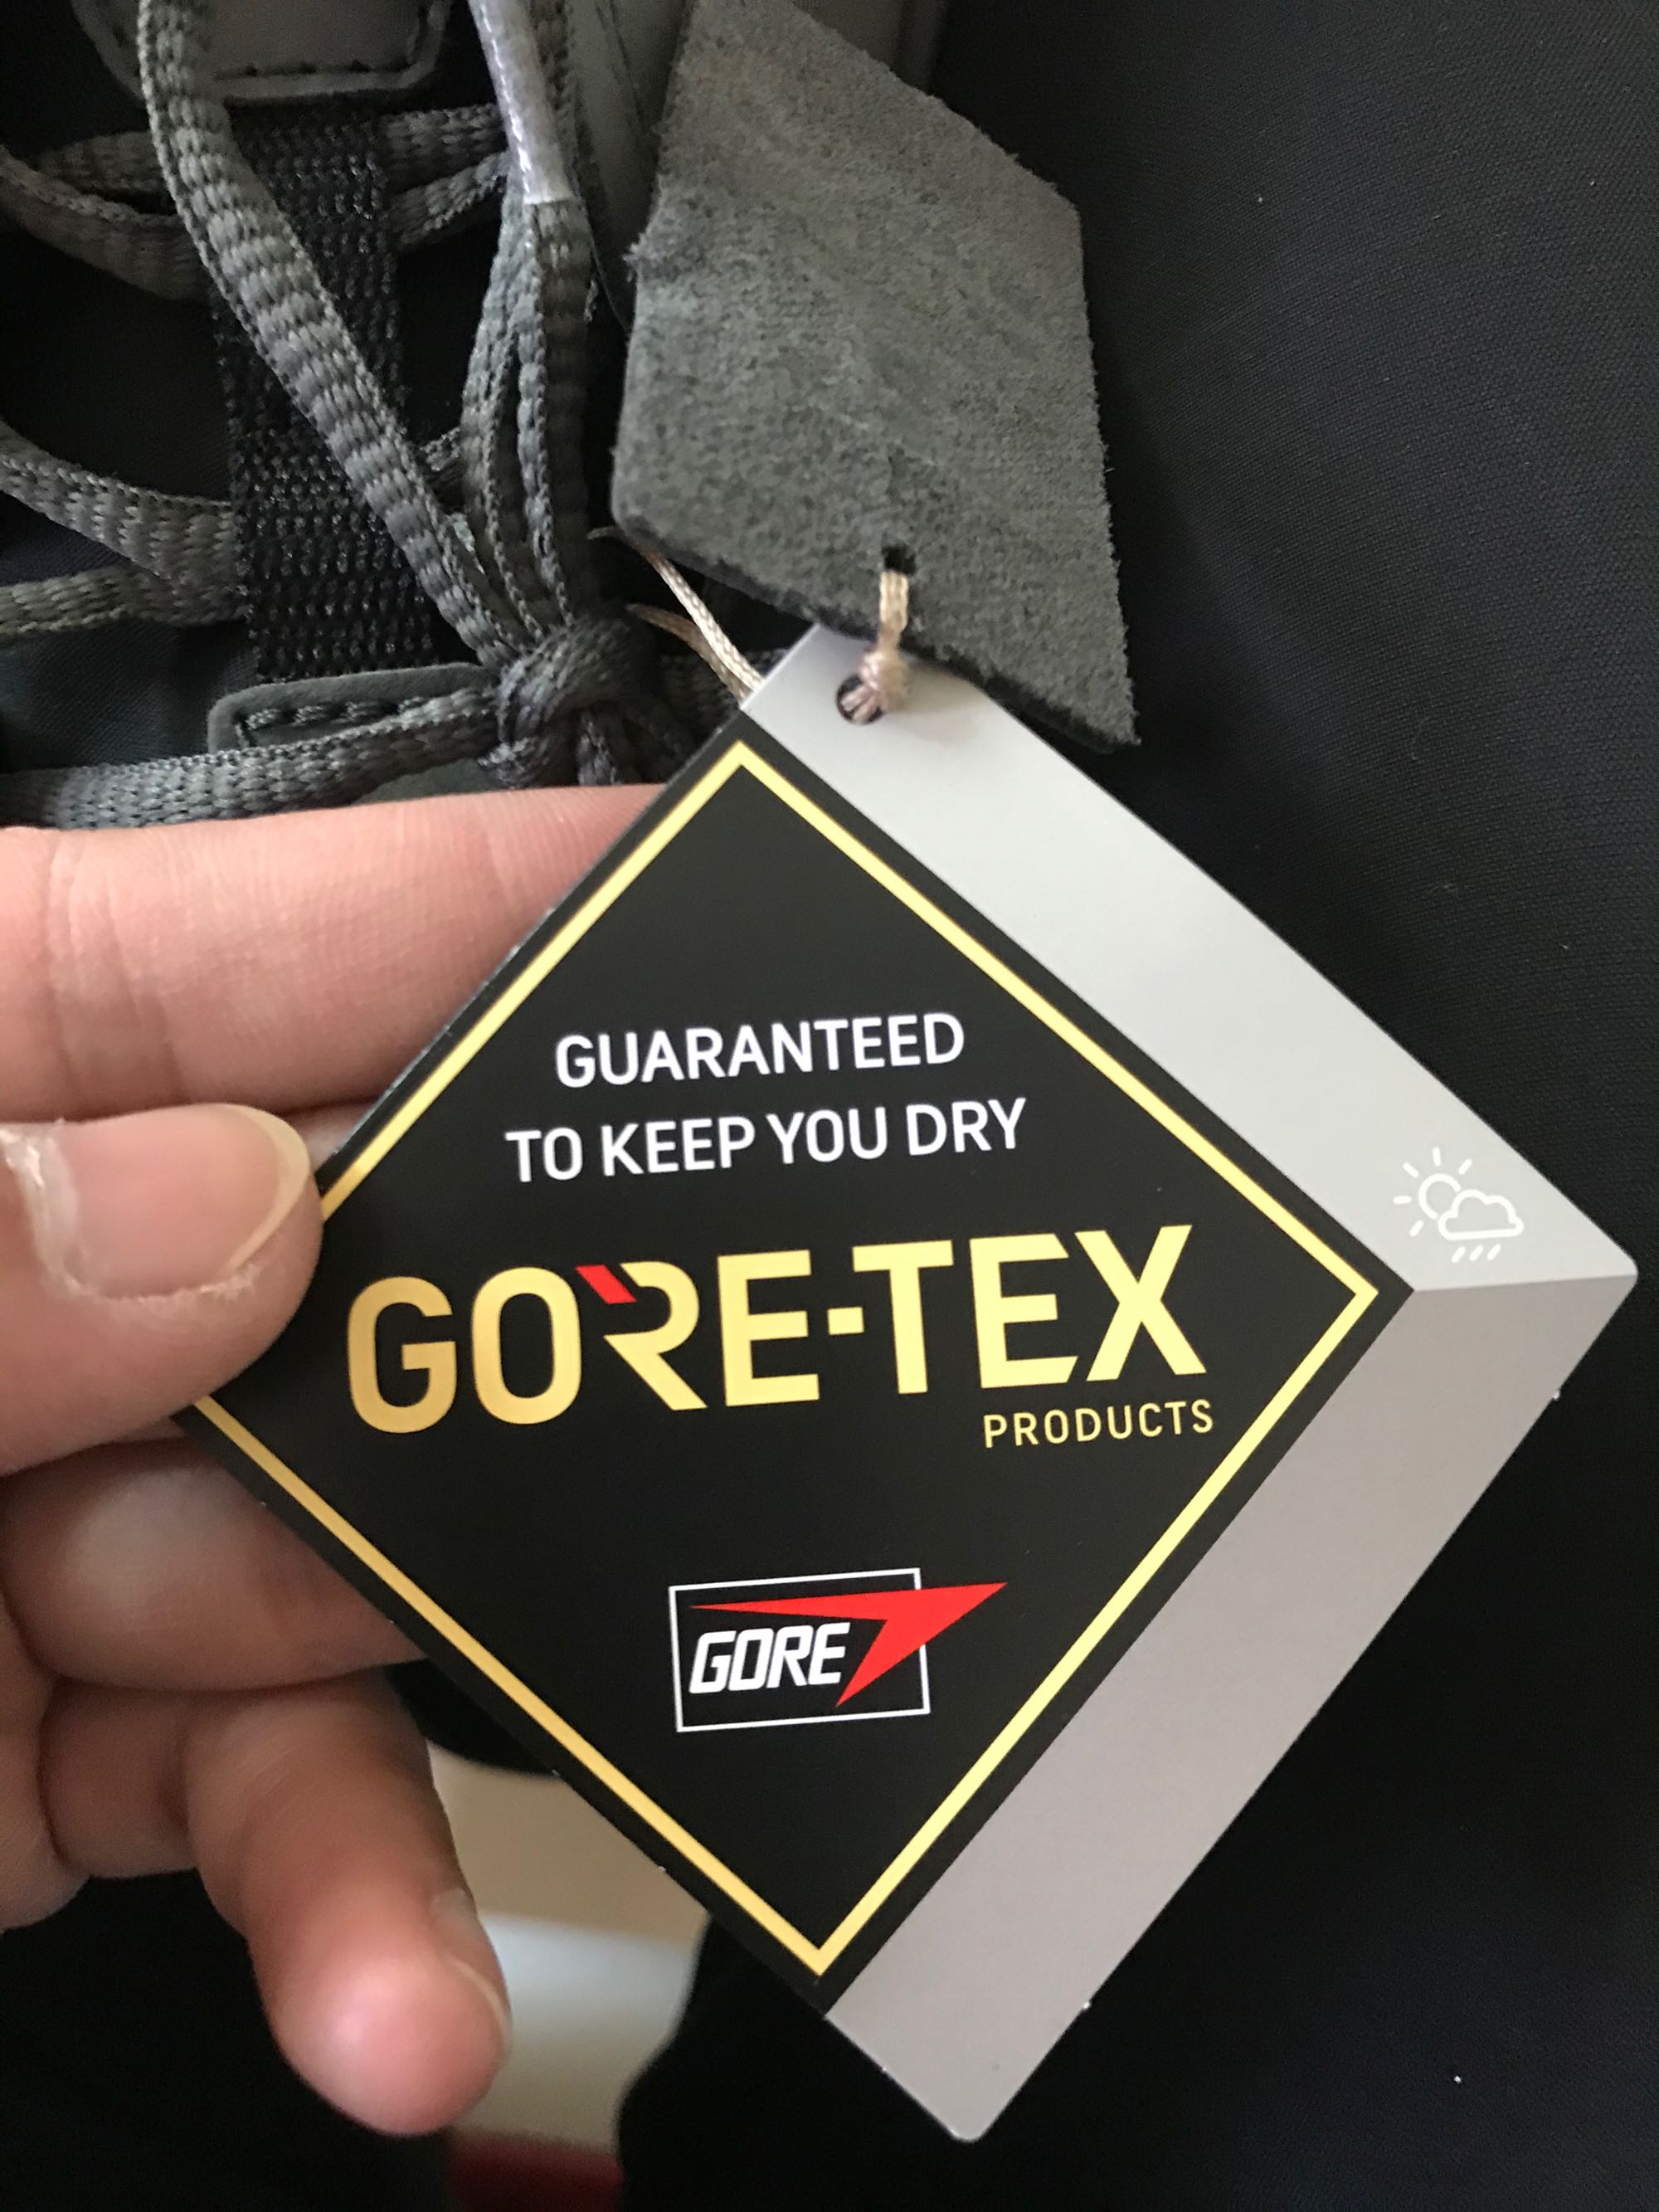 GUARANTEED
TO KEEP YOU DRY
GORE-TEX
PRODUCTS
GORE